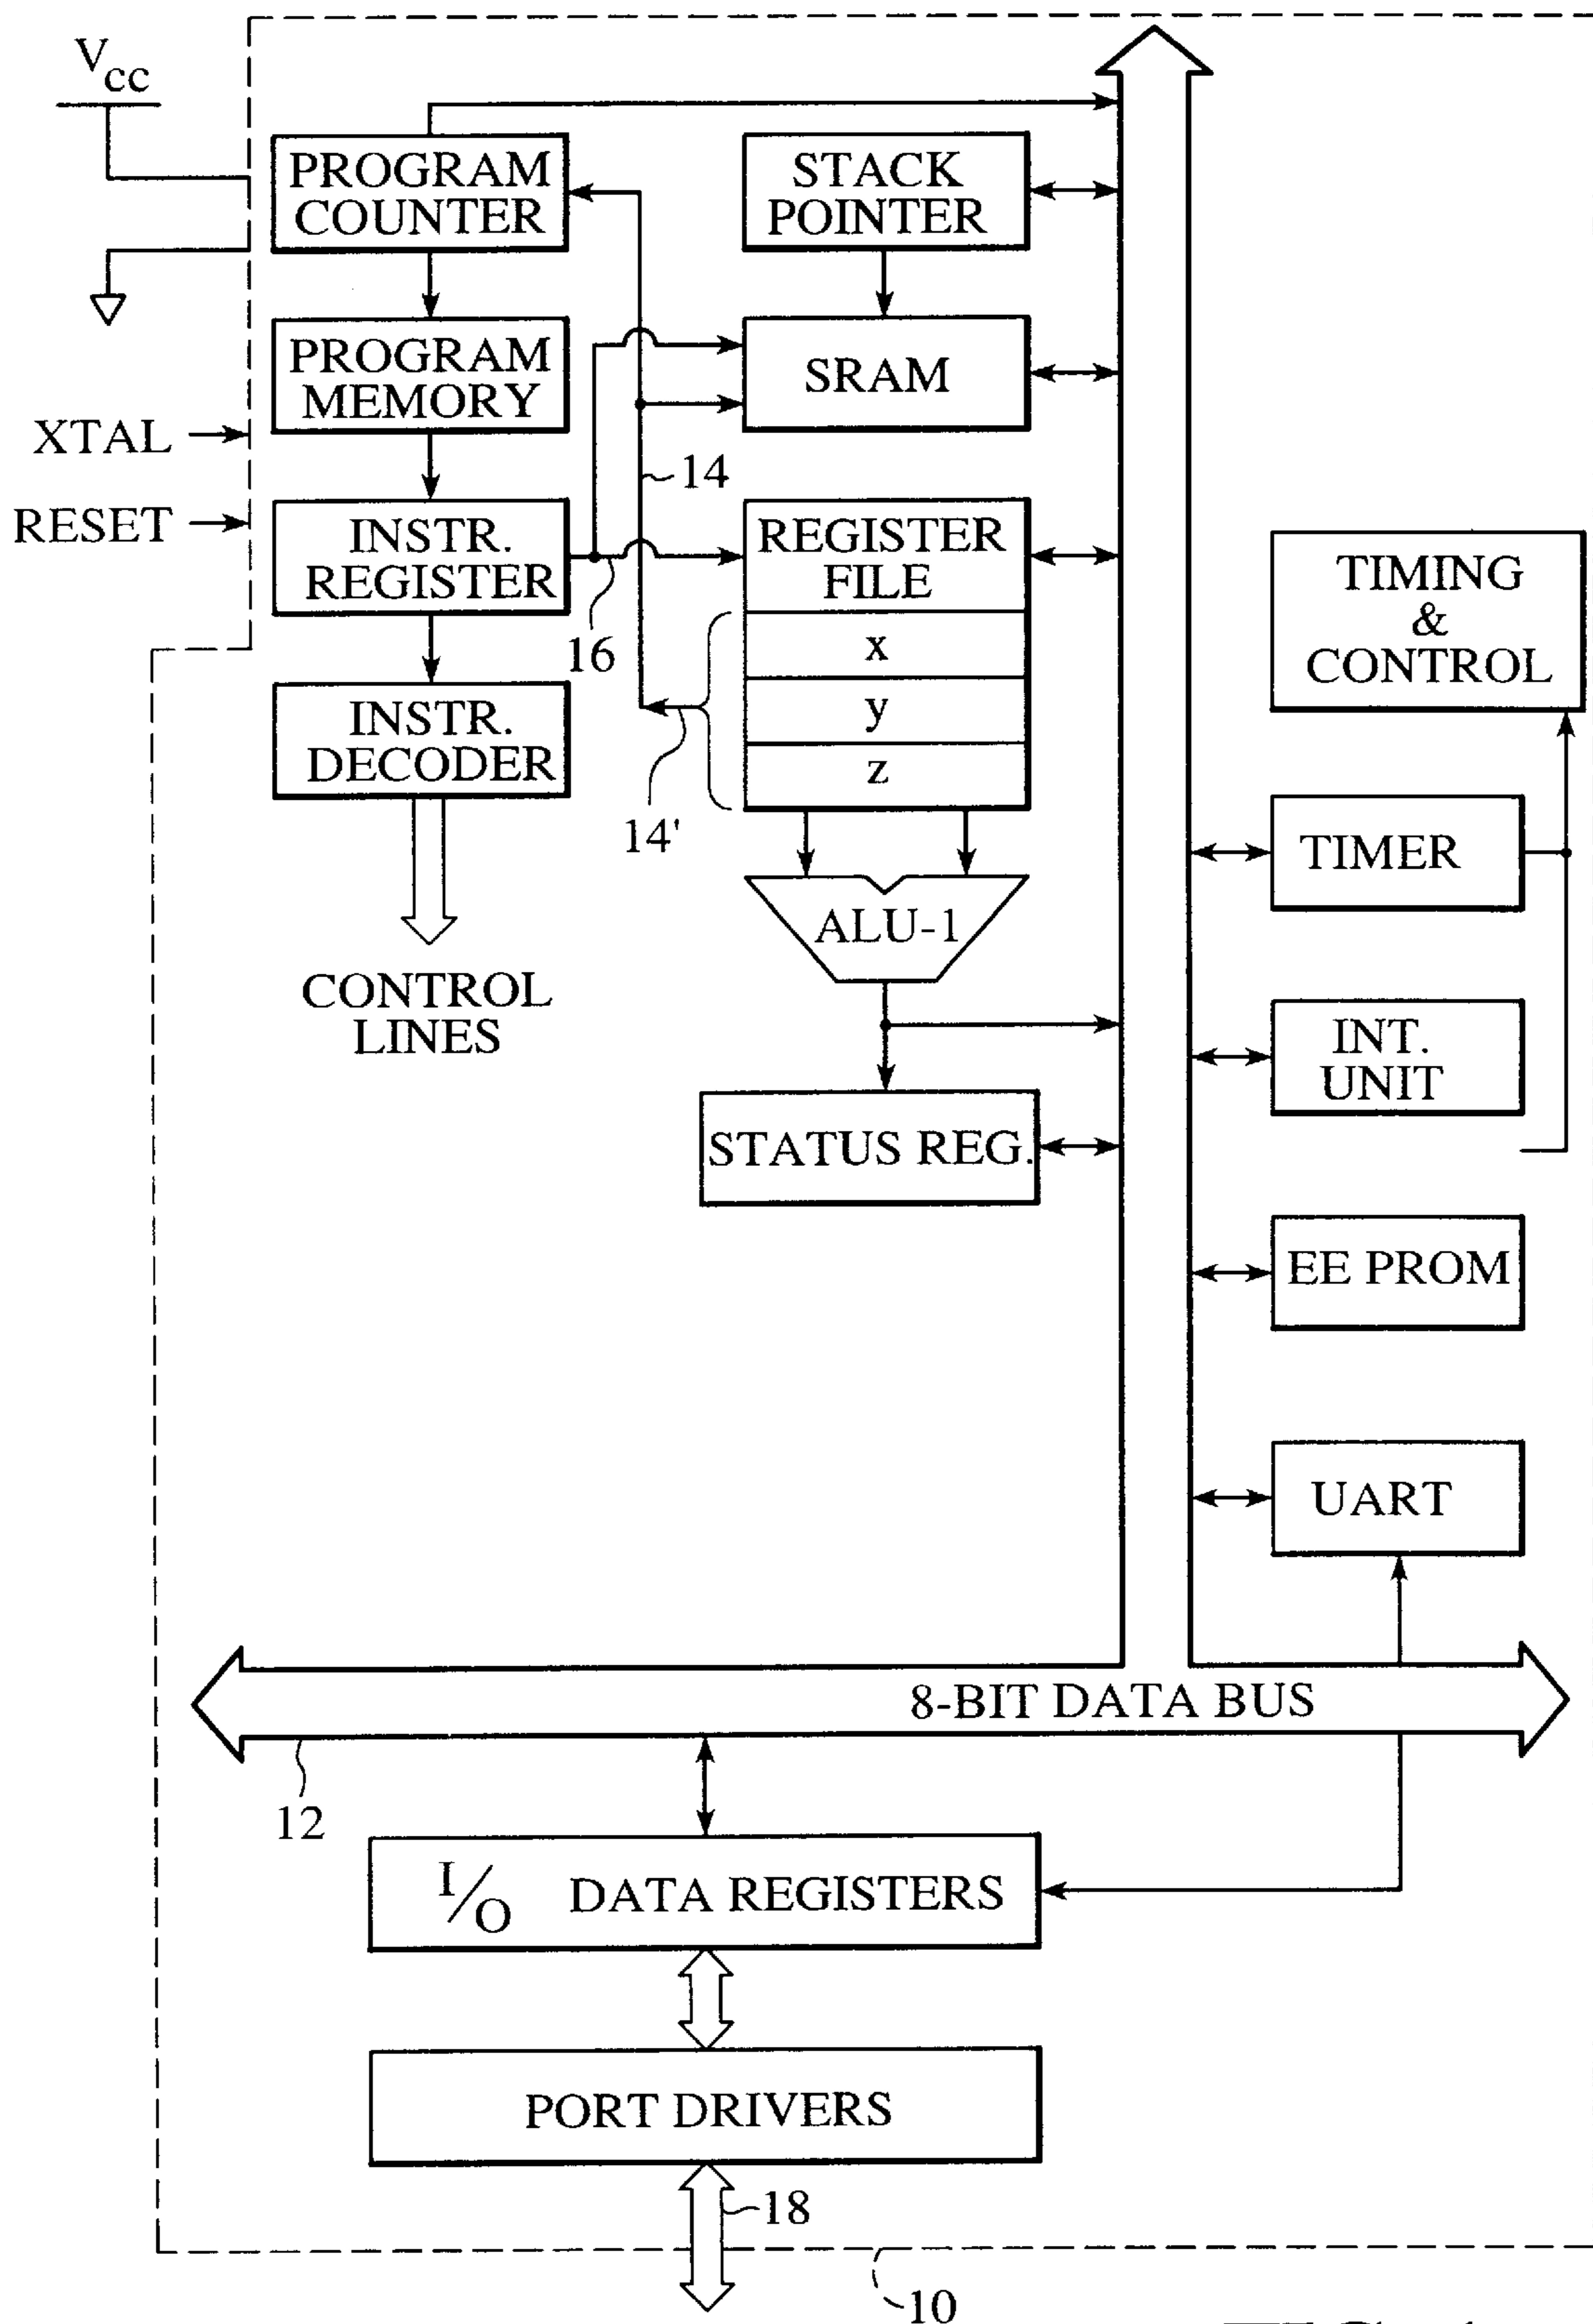 Vcc
PROGRAM
COUNTER
STACK
POINTER
PROGRAM
MEMORY
SRAM
XTAL
14
RESET
INSTR.
REGISTER
REGISTER
FILE
16
x
y
z
TIMING
&
CONTROL
INSTR.
DECODER
14'
TIMER
ALU-1
CONTROL
LINES
INT.
UNIT
STATUS REG.
EE PROM
UART
8-BIT DATA BUS
12
I/O DATA REGISTERS
PORT DRIVERS
18
10